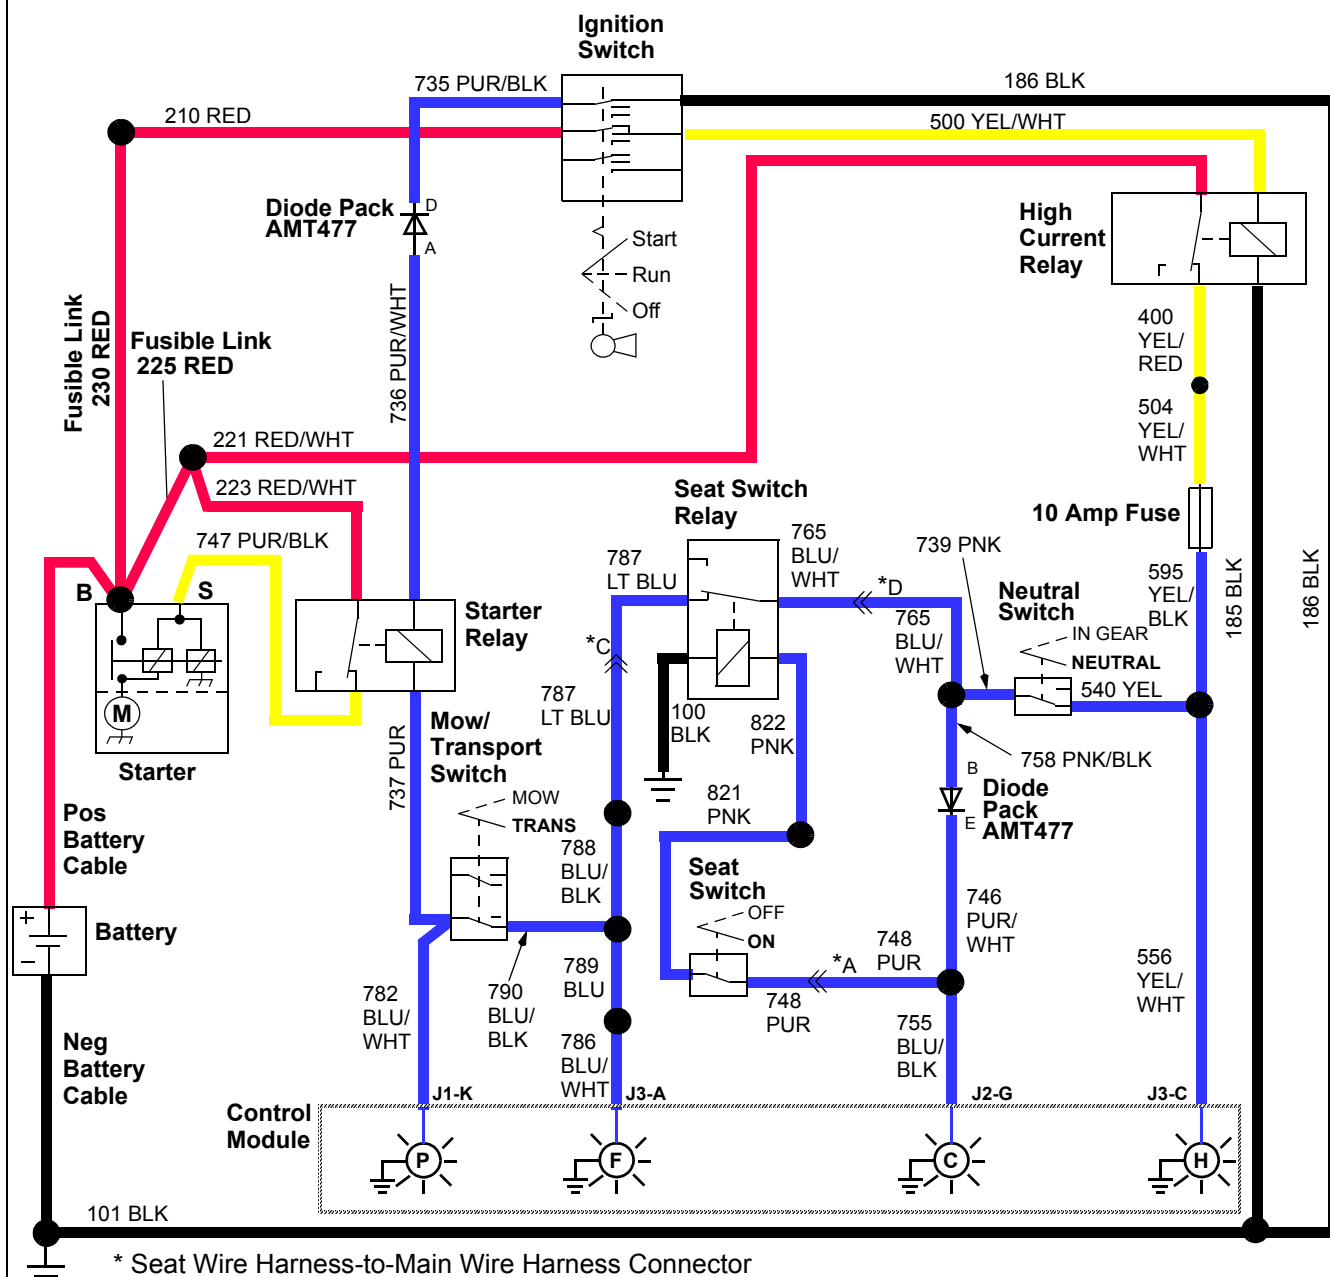 Ignition
Switch
735 PUR/BLK
186 BLK
210 RED
500 YEL/WHT
Diode Pack
AMT477
D
A
High
Current
Relay
Start
Run
Off
Fusible Link
230 RED
Fusible Link
225 RED
736 PUR/WHT
400
YEL/
RED
504
YEL/
WHT
221 RED/WHT
223 RED/WHT
Seat Switch
Relay
10 Amp Fuse
747 PUR/BLK
787
LT BLU
765
BLU/
WHT
739 PNK
*D
Neutral
Switch
595
YEL/
BLK
185 BLK
186 BLK
B
S
Starter
Relay
*C
765
BLU/
WHT
IN GEAR
NEUTRAL
540 YEL
M
Starter
737 PUR
Mow/
Transport
Switch
787
LT BLU
100
BLK
822
PNK
758 PNK/BLK
B
Diode
Pack
AMT477
E
MOW
TRANS
821
PNK
Pos
Battery
Cable
788
BLU/
BLK
Seat
Switch
OFF
ON
746
PUR/
WHT
+
Battery
−
748
PUR
*A
748
PUR
789
BLU
556
YEL/
WHT
782
BLU/
WHT
790
BLU/
BLK
755
BLU/
BLK
Neg
Battery
Cable
786
BLU/
WHT
J1-K
J3-A
J2-G
J3-C
Control
Module
P
F
C
H
101 BLK
* Seat Wire Harness-to-Main Wire Harness Connector